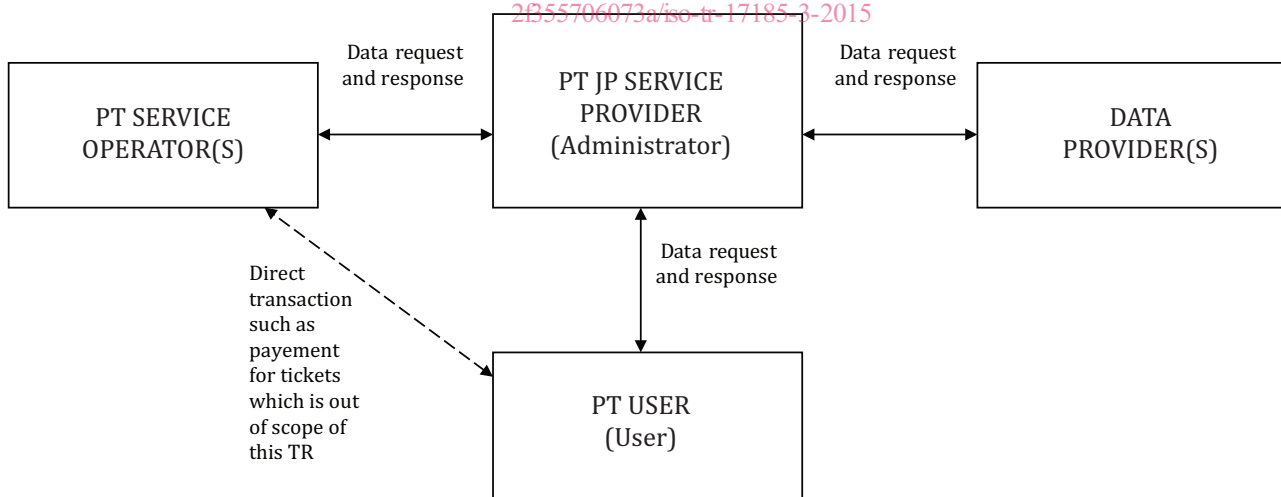 2f355706073a/iso-tr-17185-3-2015
Data request
and response
Data request
and response
PT SERVICE
OPERATOR(S)
PT JP SERVICE
PROVIDER
(Administrator)
DATA
PROVIDER(S)
Data request
and response
Direct
transaction
such as
payement
for tickets
which is out
of scope of
this TR
PT USER
(User)